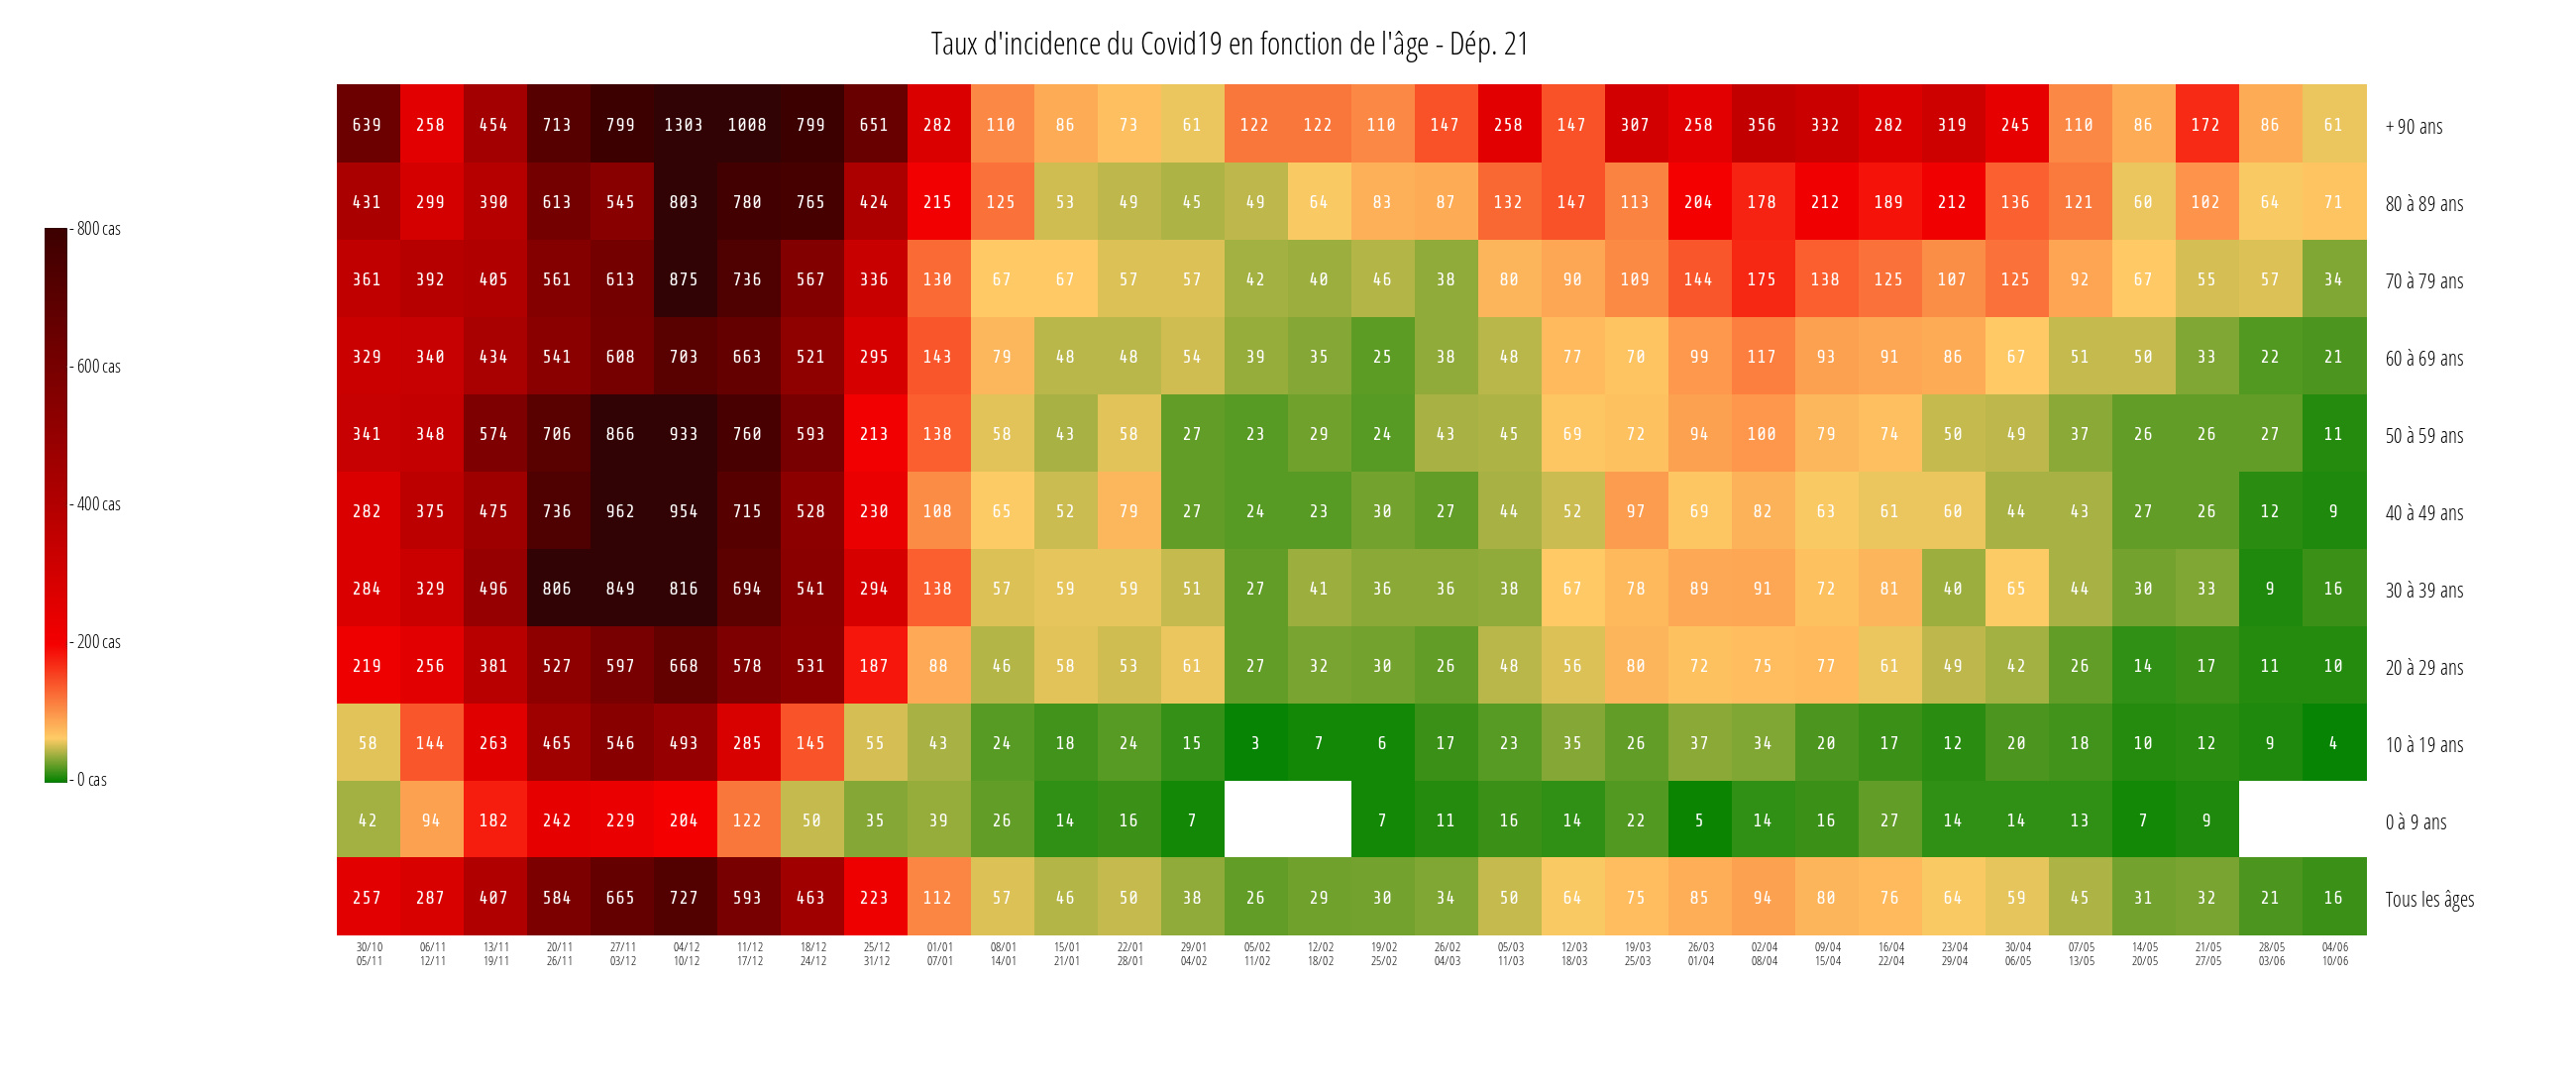 Taux d'incidence du Covid19 en fonction de l'âge - Dép. 21
- 800 cas
- 600 cas
- 400 cas
- 200 cas
- 0 cas
639 258 454 713 799 1303 1008 799 651 282 110 86 73 61 122 122 110 147 258 147 307 258 356 332 282 319 245 110 86 172 86 61 + 90 ans
431 299 390 613 545 803 780 765 424 215 125 53 49 45 49 64 83 87 132 147 113 204 178 212 189 212 136 121 60 102 64 71 80 à 89 ans
361 392 405 561 613 875 736 567 336 130 67 67 57 57 42 40 46 38 80 90 109 144 175 138 125 107 125 92 67 55 57 34 70 à 79 ans
329 340 434 541 608 703 663 521 295 143 79 48 48 54 39 35 25 38 48 77 70 99 117 93 91 86 67 51 50 33 22 21 60 à 69 ans
341 348 574 706 866 933 760 593 213 138 58 43 58 27 23 29 24 43 45 69 72 94 100 79 74 50 49 37 26 26 27 11 50 à 59 ans
282 375 475 736 962 954 715 528 230 108 65 52 79 27 24 23 30 27 44 52 97 69 82 63 61 60 44 43 27 26 12 9 40 à 49 ans
284 329 496 806 849 816 694 541 294 138 57 59 59 51 27 41 36 36 38 67 78 89 91 72 81 40 65 44 30 33 9 16 30 à 39 ans
219 256 381 527 597 668 578 531 187 88 46 58 53 61 27 32 30 26 48 56 80 72 75 77 61 49 42 26 14 17 11 10 20 à 29 ans
58 144 263 465 546 493 285 145 55 43 24 18 24 15 3 7 6 17 23 35 26 37 34 20 17 12 20 18 10 12 9 4 10 à 19 ans
42 94 182 242 229 204 122 50 35 39 26 14 16 7 7 11 16 14 22 5 14 16 27 14 14 13 7 9 0 à 9 ans
257 287 407 584 665 727 593 463 223 112 57 46 50 38 26 29 30 34 50 64 75 85 94 80 76 64 59 45 31 32 21 16 Tous les âges
30/10 06/11 13/11 20/11 27/11 04/12 11/12 18/12 25/12 01/01 08/01 15/01 22/01 29/01 05/02 12/02 19/02 26/02 05/03 12/03 19/03 26/03 02/04 09/04 16/04 23/04 30/04 07/05 14/05 21/05 28/05 04/06
05/11 12/11 19/11 26/11 03/12 10/12 17/12 24/12 31/12 07/01 14/01 21/01 28/01 04/02 11/02 18/02 25/02 04/03 11/03 18/03 25/03 01/04 08/04 15/04 22/04 29/04 06/05 13/05 20/05 27/05 03/06 10/06